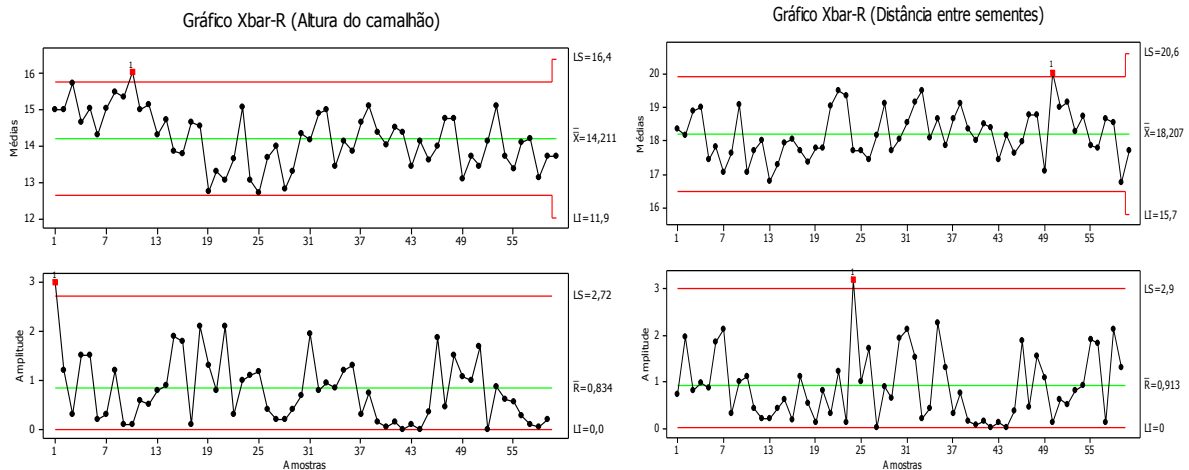 Gráfico Xbar-R (Altura do camalhão)
LS=16,4
16
15
14
13
12
Médias
1
X=14,211
LI=11,9
1 7 13 19 25 31 37 43 49 55
3
2
1
0
Amplitude
1
LS=2,72
R=0,834
LI=0,0
1 7 13 19 25 31 37 43 49 55
Amostras
Gráfico Xbar-R (Distância entre sementes)
LS=20,6
20
19
18
17
16
Médias
1
X=18,207
LI=15,7
1 7 13 19 25 31 37 43 49 55
3
2
1
0
Amplitude
1
LS=2,9
R=0,913
LI=0
1 7 13 19 25 31 37 43 49 55
Amostras